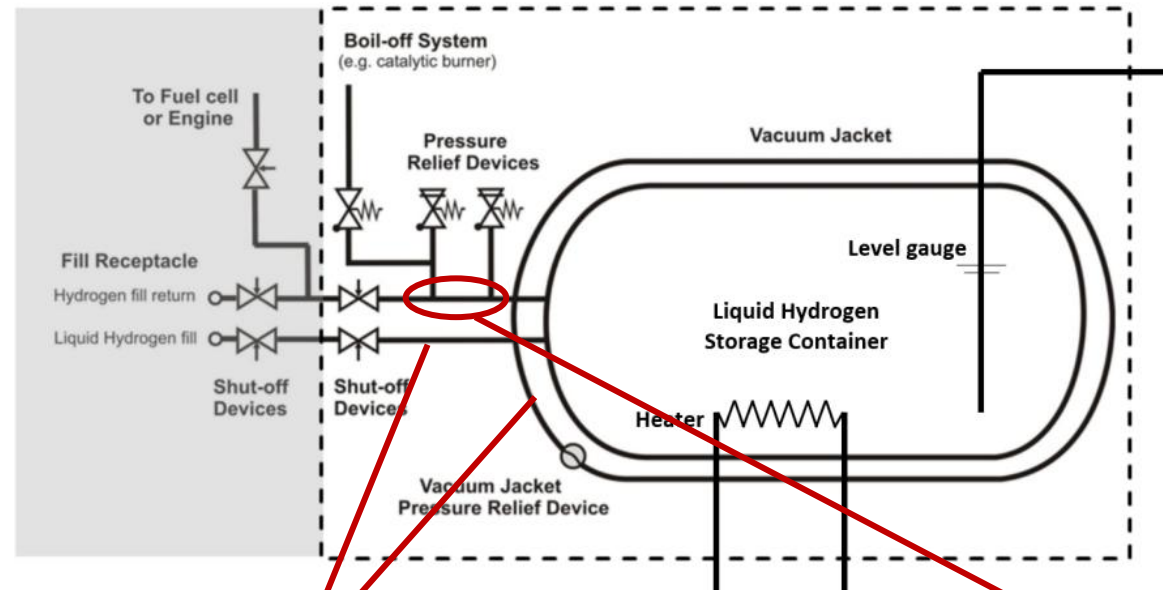 Boil-off System
(e.g. catalytic burner)
To Fuel cell
or Engine
Pressure
Relief Devices
Vacuum Jacket
Level gauge
Fill Receptacle
Hydrogen fill return
Liquid Hydrogen fill
Liquid Hydrogen
Storage Container
Shut-off
Devices
Shut-off
Devices
Heater
Vacuum Jacket
Pressure Relief Device